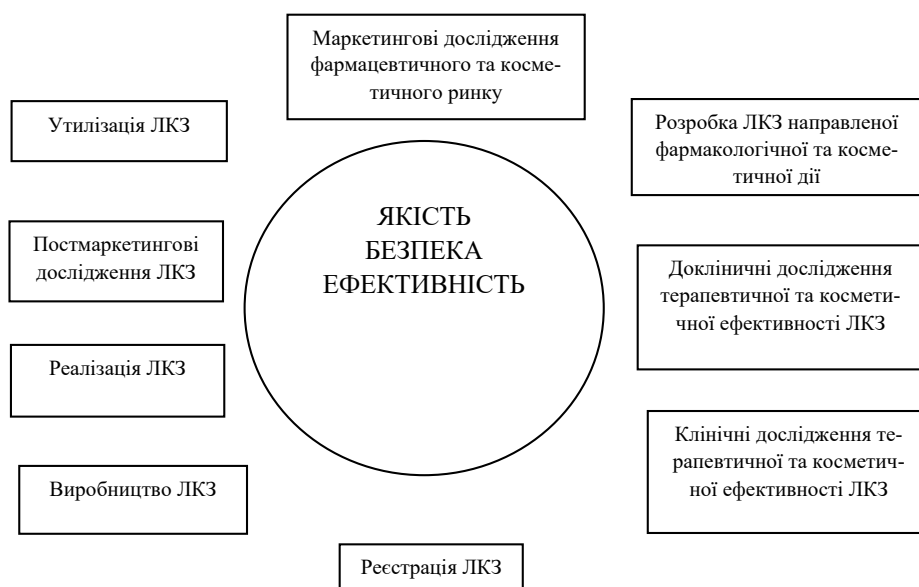 Маркетингові дослідження
фармацевтичного та косме-
тичного ринку
Утилізація ЛКЗ
Розробка ЛКЗ направленої
фармакологічної та косме-
тичної дії
ЯКІСТЬ
БЕЗПЕКА
ЕФЕКТИВНІСТЬ
Постмаркетингові
дослідження ЛКЗ
Доклінічні дослідження
терапевтичної та космети-
чної ефективності ЛКЗ
Реалізація ЛКЗ
Клінічні дослідження те-
рапевтичної та косметич-
ної ефективності ЛКЗ
Виробництво ЛКЗ
Реєстрація ЛКЗ